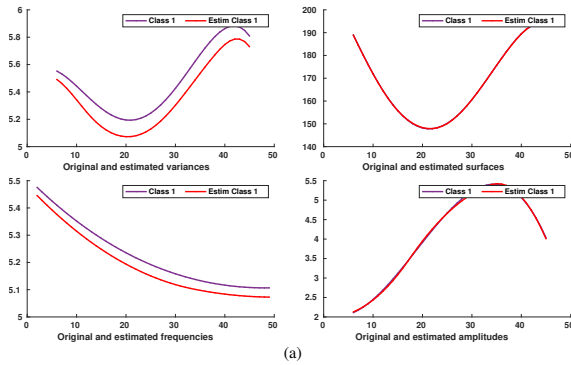 6
5.8
5.6
5.4
5.2
5
0 10 20 30 40 50
Class 1 Estim Class 1
Original and estimated variances
200
190
180
170
160
150
140
0 10 20 30 40 50
Class 1 Estim Class 1
Original and estimated surfaces
5.5
5.4
5.3
5.2
5.1
5
0 10 20 30 40 50
Class 1 Estim Class 1
Original and estimated frequencies
5.5
5
4.5
4
3.5
3
2.5
2
0 10 20 30 40 50
Class 1 Estim Class 1
Original and estimated amplitudes
(a)